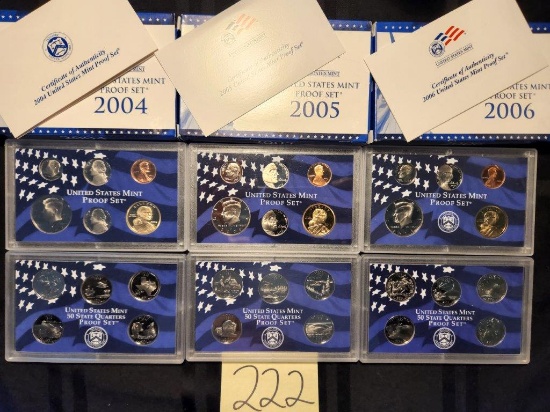 Certificate of Authenticity
2004 United States Mint Proof Set
Certificate of Authenticity
United States Mint Proof Set
UNITED STATES MINT
Certificate of Authenticity
2006 United States Mint Proof Set
STATES MINT
PROOF SET
2004
STATES MINT
PROOF SET
2005
STATES MINT
PROOF SET
2006
UNITED STATES MINT
PROOF SET
UNITED STATES MINT
PROOF SET
UNITED STATES MINT
PROOF SET
UNITED STATES MINT
50 STATE QUARTERS
PROOF SET
UNITED STATES MINT
50 STATE QUARTERS
PROOF SET
UNITED STATES MINT
50 STATE QUARTERS
PROOF SET
222